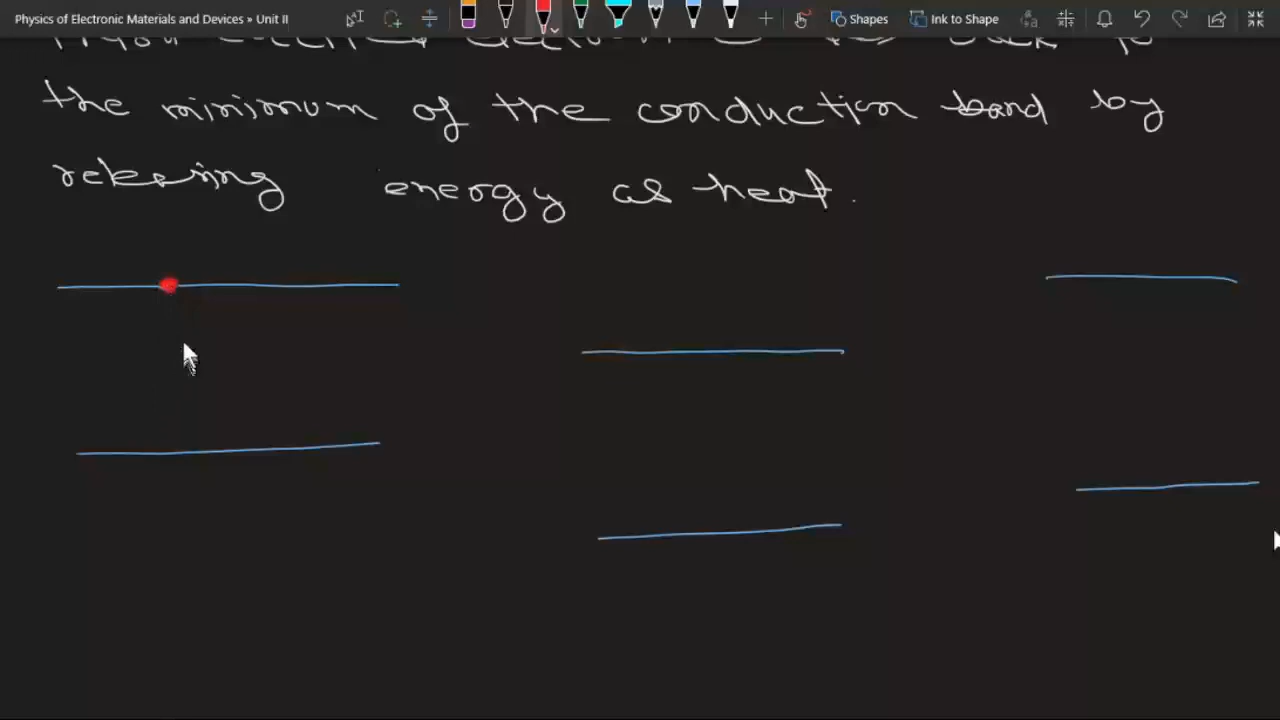 Physics of Electronic Materials and Devices » Unit II
Shapes
Ink to Shape
the minimum of the conduction band by
releasing energy as heat.